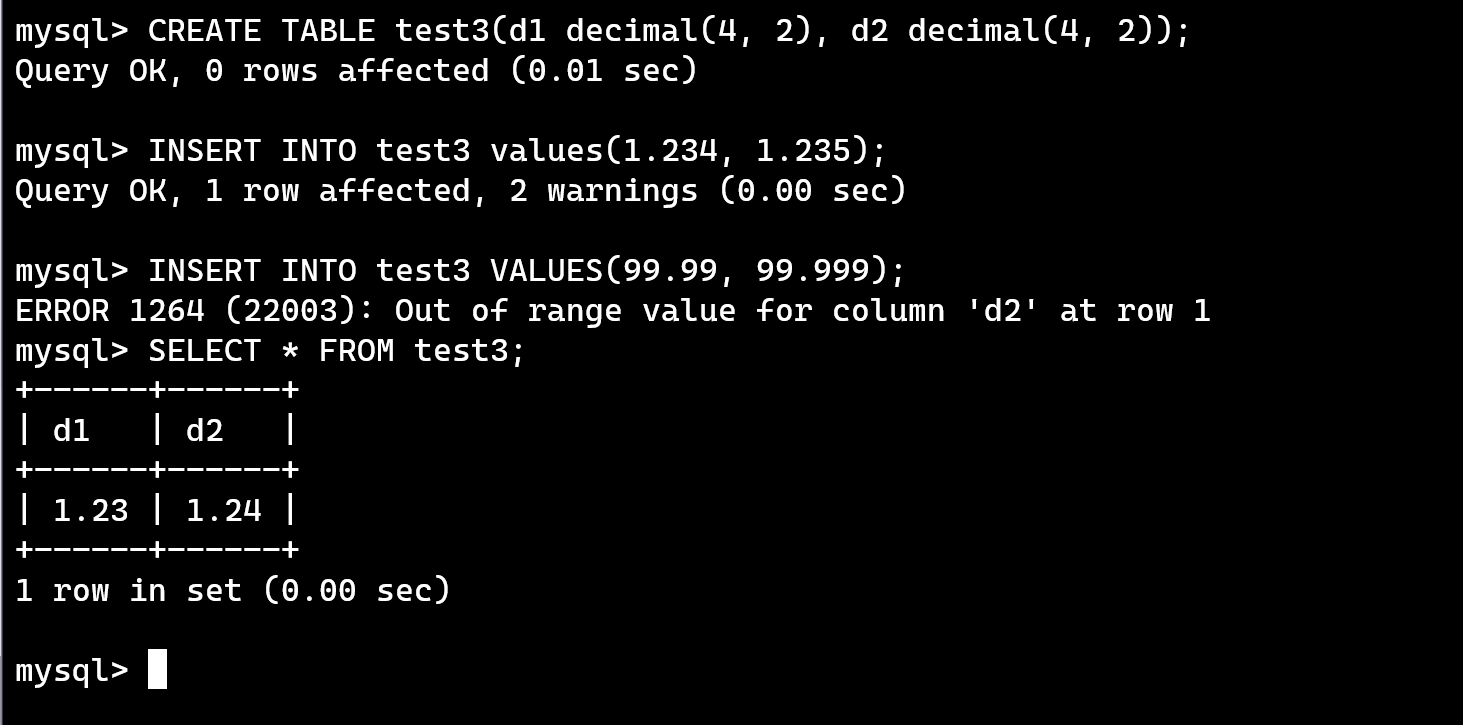 mysql> CREATE TABLE test3(d1 decimal(4, 2), d2 decimal(4, 2));
Query OK, 0 rows affected (0.01 sec)
mysql> INSERT INTO test3 values(1.234, 1.235);
Query OK, 1 row affected, 2 warnings (0.00 sec)
mysql> INSERT INTO test3 VALUES(99.99, 99.999);
ERROR 1264 (22003): Out of range value for column 'd2' at row 1
mysql> SELECT * FROM test3;
+------+------+
| d1   | d2   |
+------+------+
| 1.23 | 1.24 |
+------+------+
1 row in set (0.00 sec)
mysql>